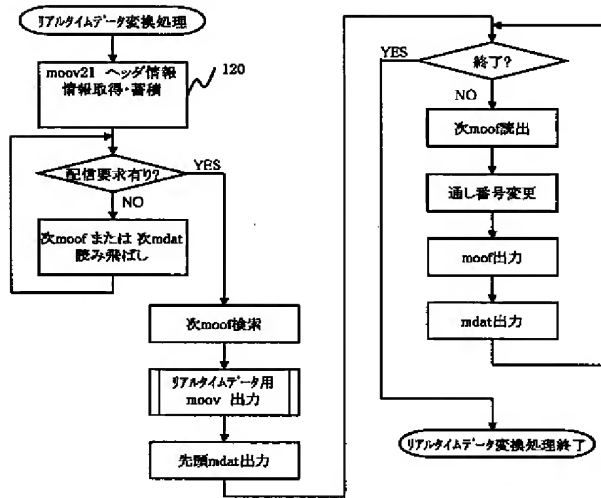 リアルタイムデータ変換処理
moov21 ヘッダ情報
情報取得・蓄積
120
配信要求有り?
YES
NO
次moof または 次mdat
読み飛ばし
次moof検索
リアルタイムデータ用
moov 出力
先頭mdat出力
終了?
YES
NO
次moof読出
通し番号変更
moof出力
mdat出力
リアルタイムデータ変換処理終了